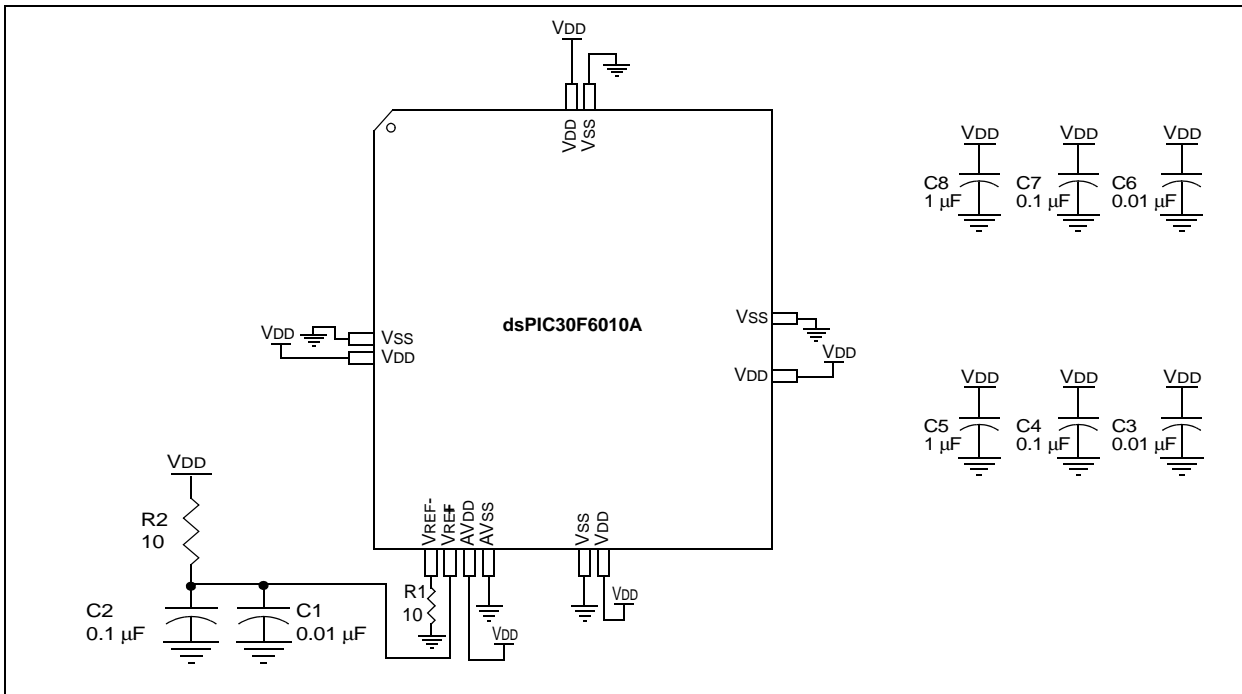 VDD
VDD
VSS
VDD
C8
1 µF
VDD
C7
0.1 µF
VDD
C6
0.01 µF
dsPIC30F6010A
VDD
VSS
VDD
VSS
VDD
VDD
VDD
C5
1 µF
VDD
C4
0.1 µF
VDD
C3
0.01 µF
VDD
R2
10
C2
0.1 µF
C1
0.01 µF
VREF-
VREF+
AVDD
AVSS
VSS
VDD
R1
10
VDD
VDD